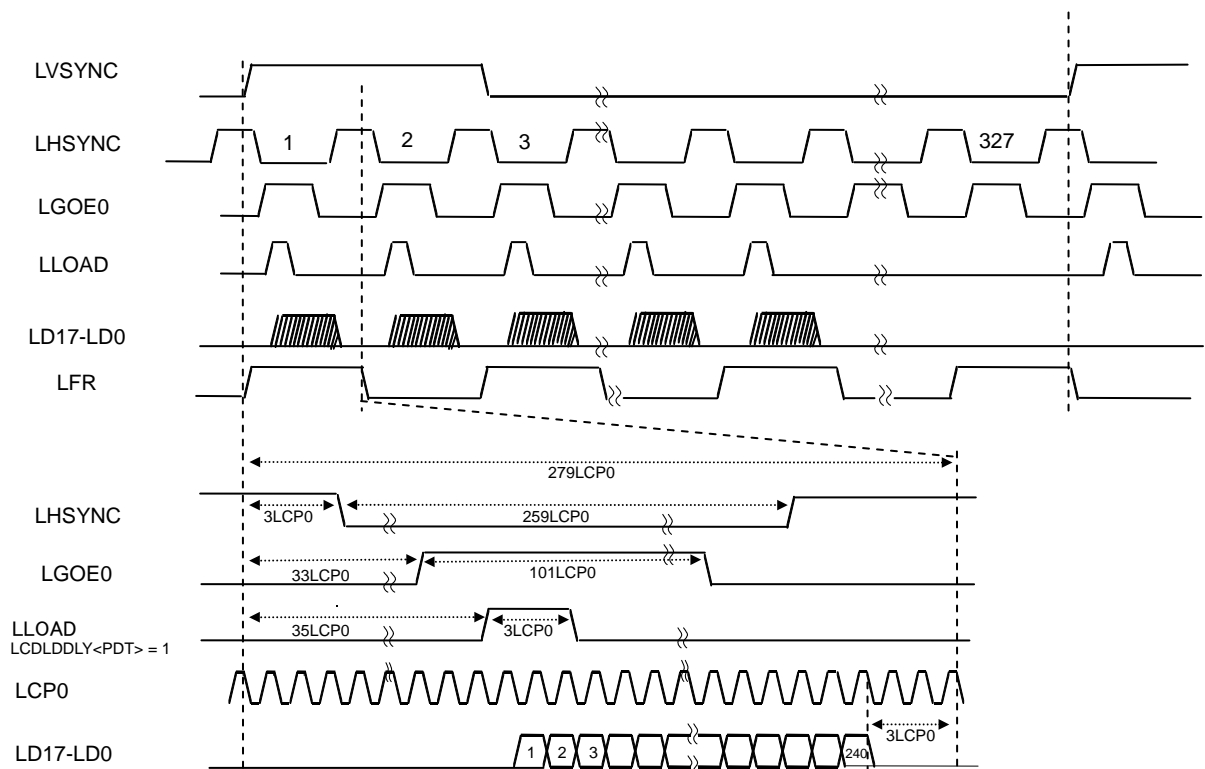 LVSYNC
LHSYNC
1 2 3 327
LGOE0
LLOAD
LD17-LD0
LFR
279LCP0
LHSYNC
3LCP0 259LCP0
LGOE0
33LCP0 101LCP0
LLOAD
LCDLDDLY<PDT> = 1
35LCP0 3LCP0
LCP0
3LCP0
LD17-LD0
1 2 3 240